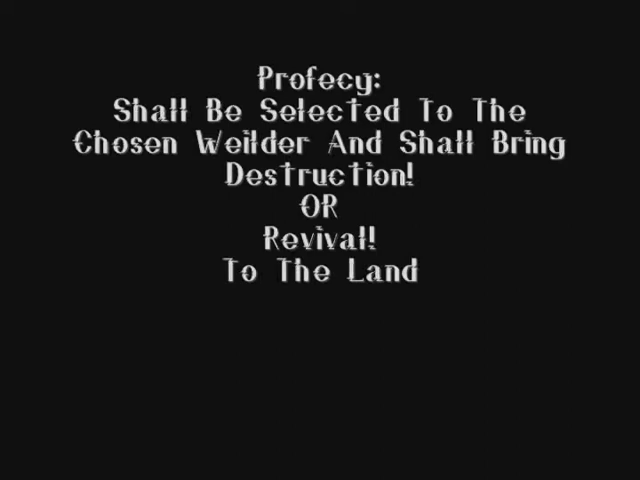 Profecy:
Shall Be Selected To The
Chosen Weilder And Shall Bring
Destruction!
OR
Revival!
To The Land